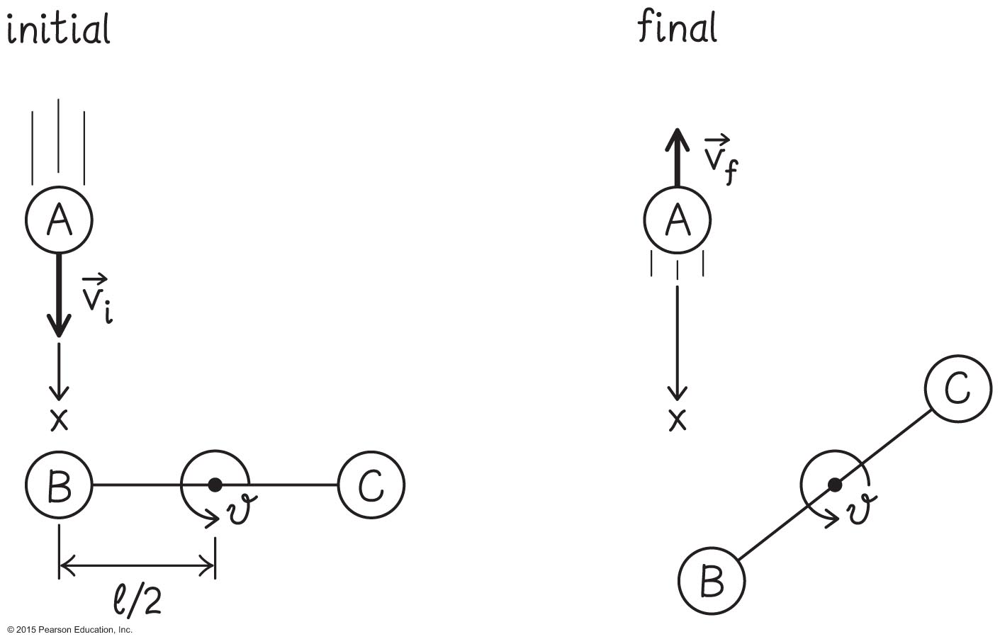 initial
final
A
v⃗i
x
B
C
ϑ
ℓ/2
A
v⃗f
x
C
ϑ
B
© 2015 Pearson Education, Inc.